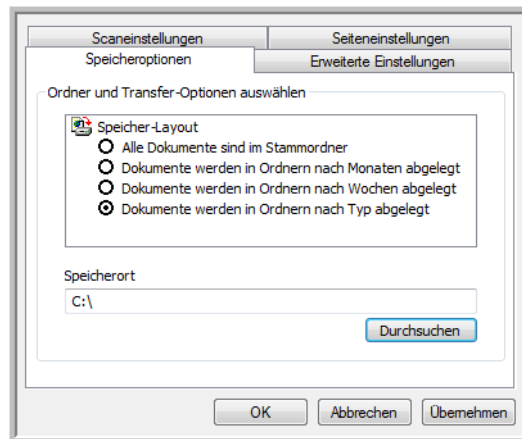 Scaneinstellungen
Seiteneinstellungen
Speicheroptionen
Erweiterte Einstellungen
Ordner und Transfer-Optionen auswählen
Speicher-Layout
Alle Dokumente sind im Stammordner
Dokumente werden in Ordnern nach Monaten abgelegt
Dokumente werden in Ordnern nach Wochen abgelegt
Dokumente werden in Ordnern nach Typ abgelegt
Speicherort
C:\
Durchsuchen
OK
Abbrechen
Übernehmen